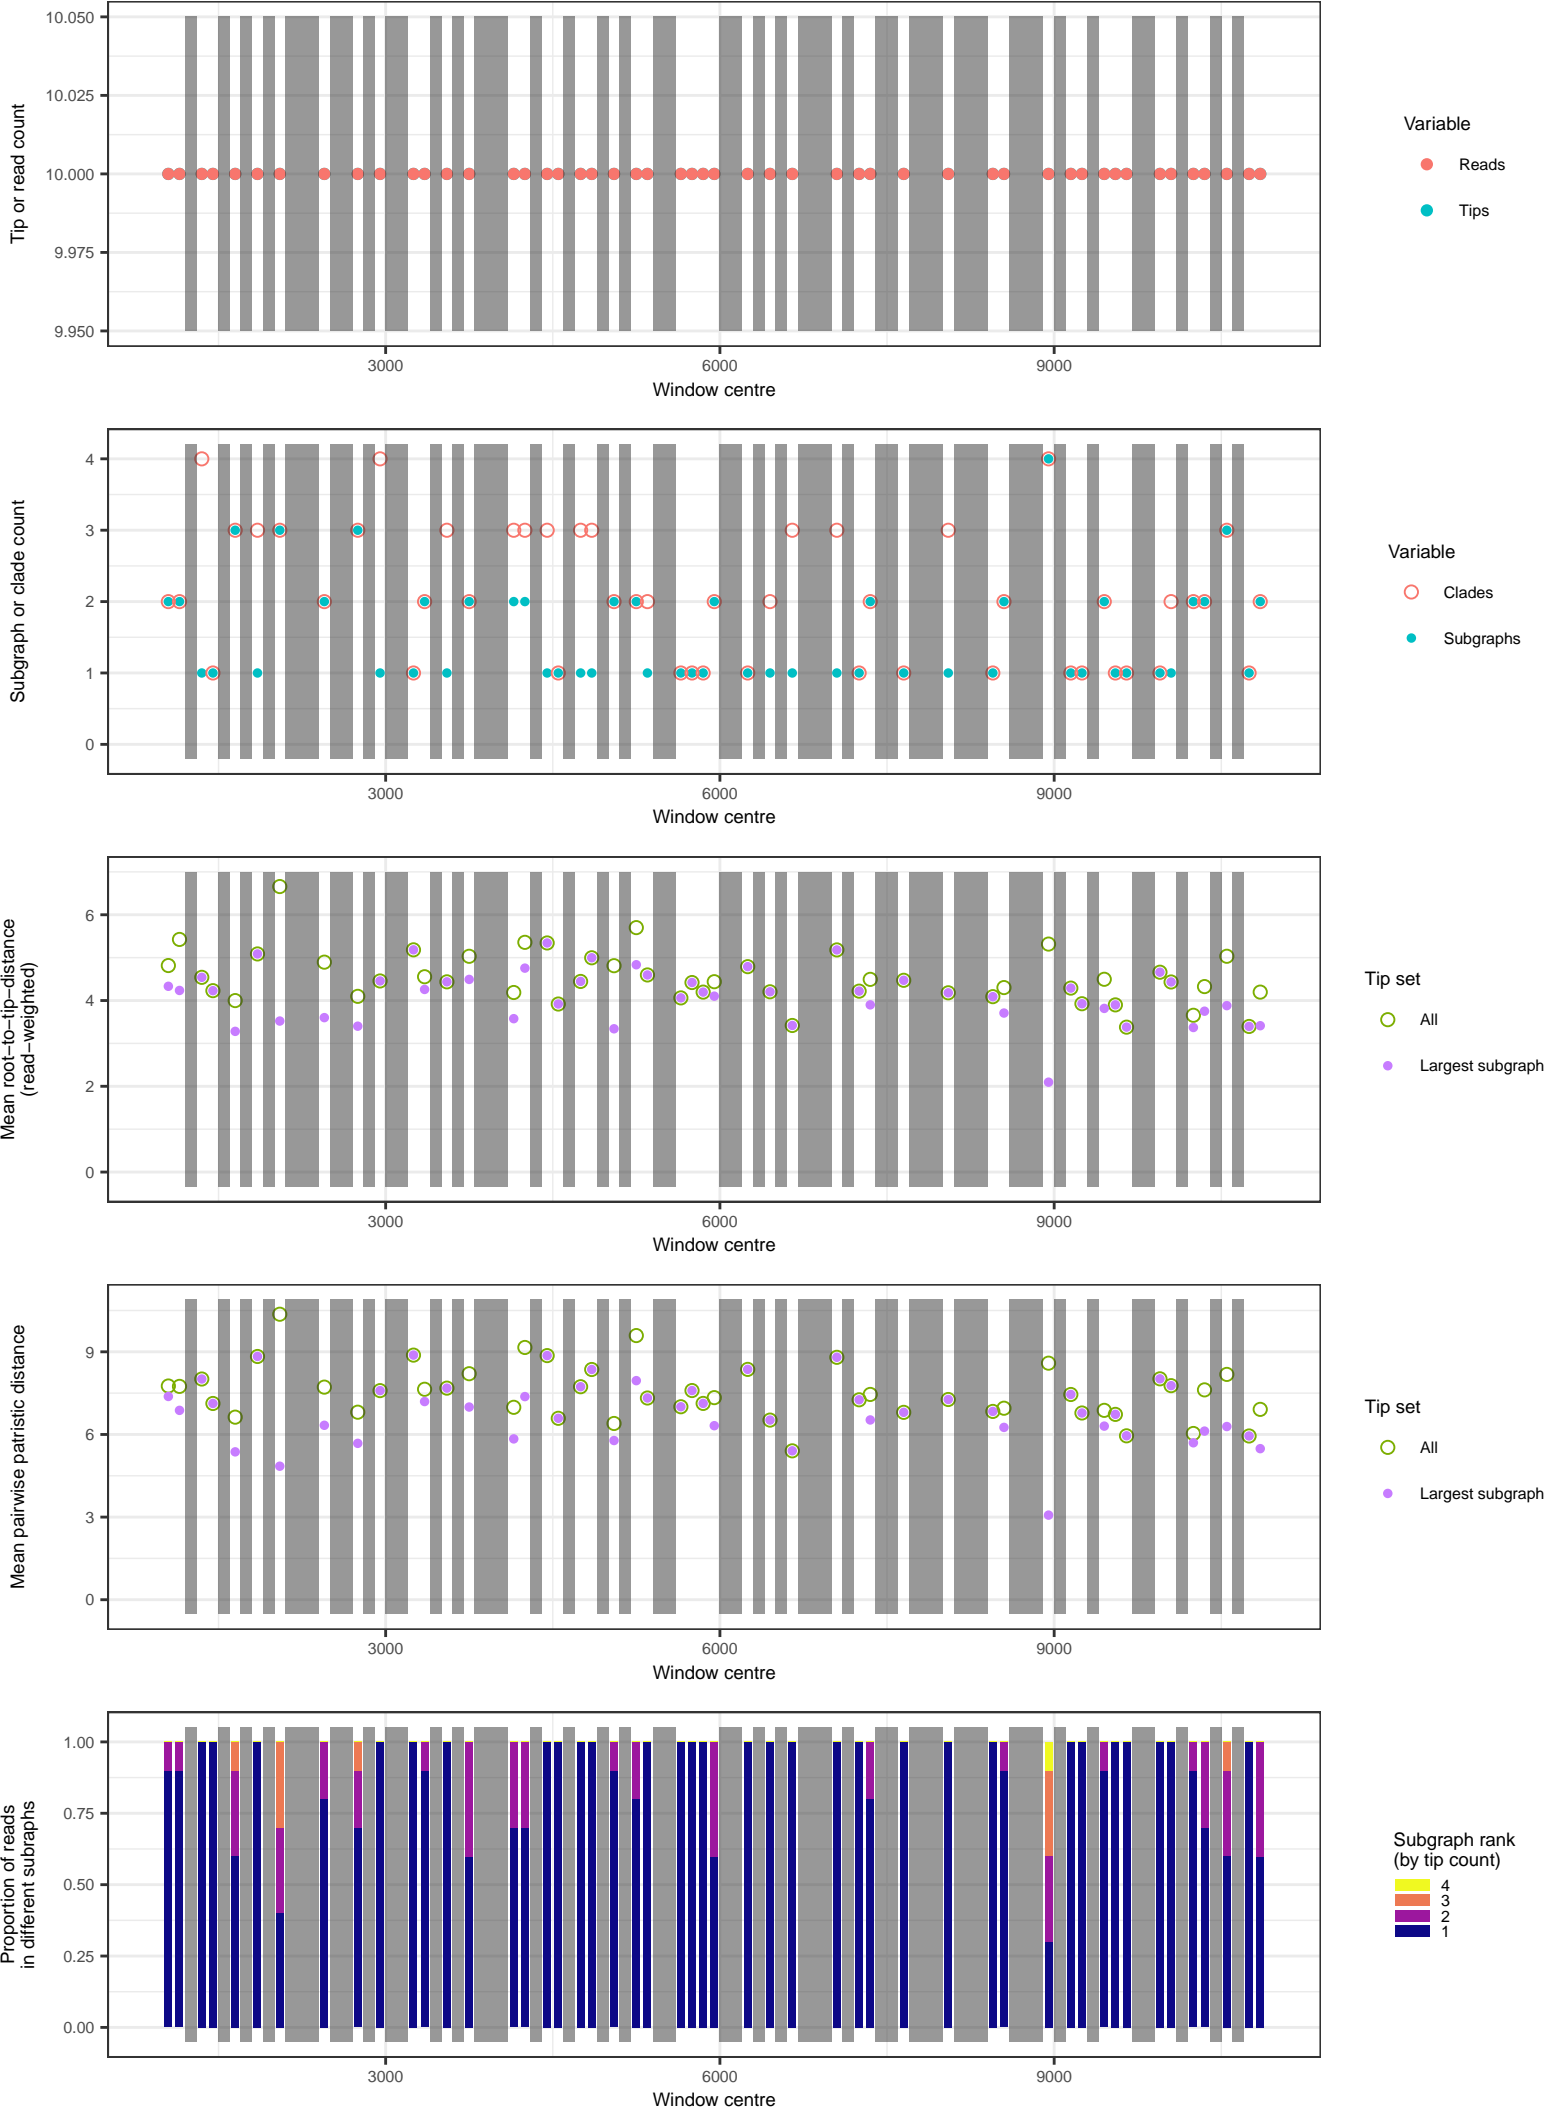 10.050
10.025
10.000
9.975
9.950
Tip or read count
3000
6000
9000
Window centre
Variable
Reads
Tips
4
3
2
1
0
Subgraph or clade count
3000
6000
9000
Window centre
Variable
Clades
Subgraphs
6
4
2
0
Mean root−to−tip−distance
(read−weighted)
3000
6000
9000
Window centre
Tip set
All
Largest subgraph
9
6
3
0
Mean pairwise patristic distance
3000
6000
9000
Window centre
Tip set
All
Largest subgraph
1.00
0.75
0.50
0.25
0.00
Proportion of reads
in different subraphs
3000
6000
9000
Window centre
Subgraph rank
(by tip count)
4
3
2
1